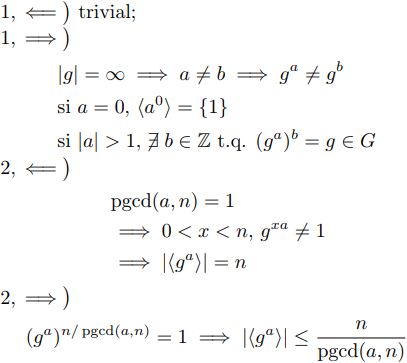 1, ⟸ ) trivial;
1, ⟹ )
|g| = ∞ ⟹ a ≠ b ⟹ g^a ≠ g^b
si a = 0, ⟨a^0⟩ = {1}
si |a| > 1, ∄ b ∈ ℤ t.q. (g^a)^b = g ∈ G
2, ⟸ )
pgcd(a, n) = 1
⟹ 0 < x < n, g^{xa} ≠ 1
⟹ |⟨g^a⟩| = n
2, ⟹ )
(g^a)^{n/ pgcd(a,n)} = 1 ⟹ |⟨g^a⟩| ≤ n / pgcd(a, n)